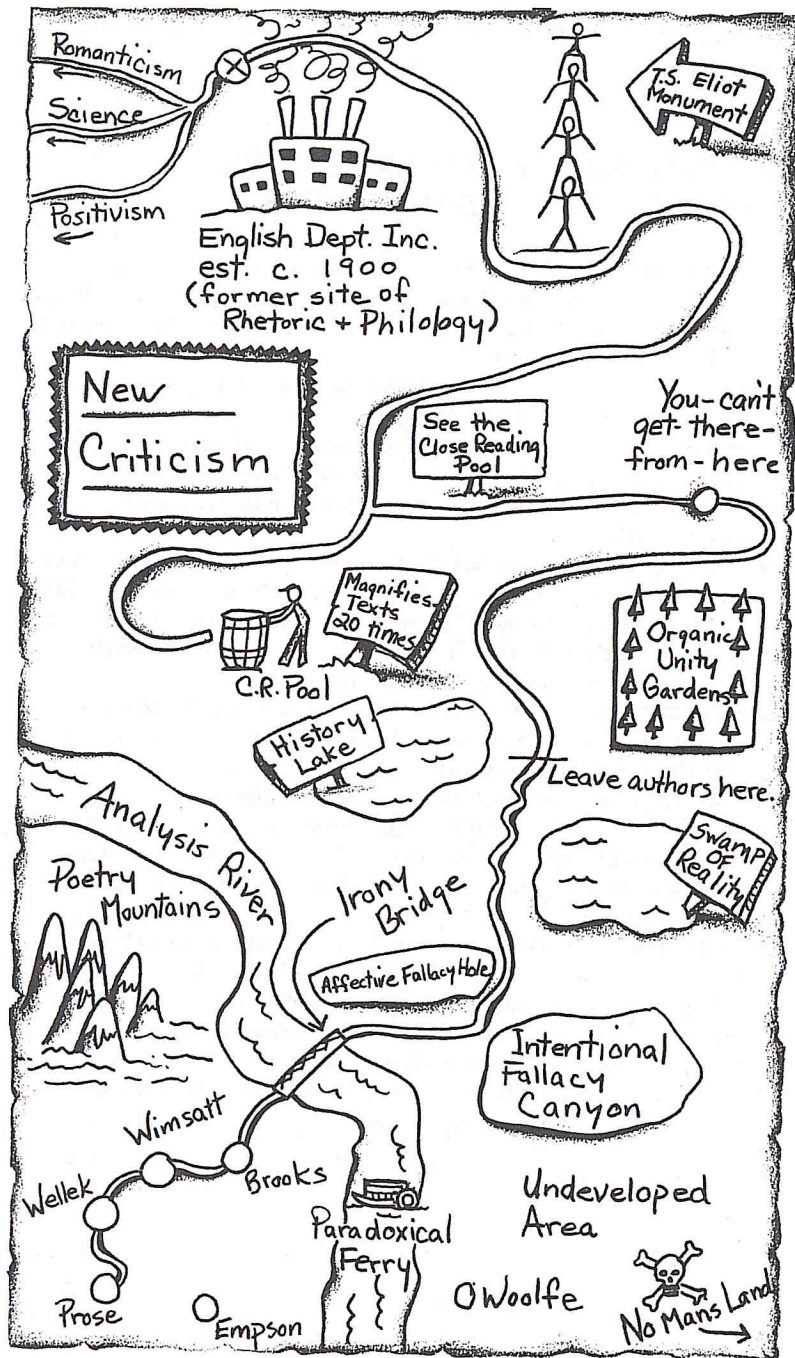 Romanticism
Science
Positivism
T.S. Eliot
Monument
English Dept. Inc.
est. c. 1900
(former site of
Rhetoric + Philology)
New
Criticism
See the
Close Reading
Pool
You-can't
get-there-
from-here
Magnifies
Texts
20 times
C.R. Pool
Organic
Unity
Gardens
History
Lake
Leave authors here.
Analysis River
Swamp
OF
Reality
Poetry
Mountains
Irony
Bridge
Affective Fallacy Hole
Intentional
Fallacy
Canyon
Wimsatt
Brooks
Wellek
Undeveloped
Area
Paradoxical
Ferry
Prose
Empson
Woolfe
No Mans Land